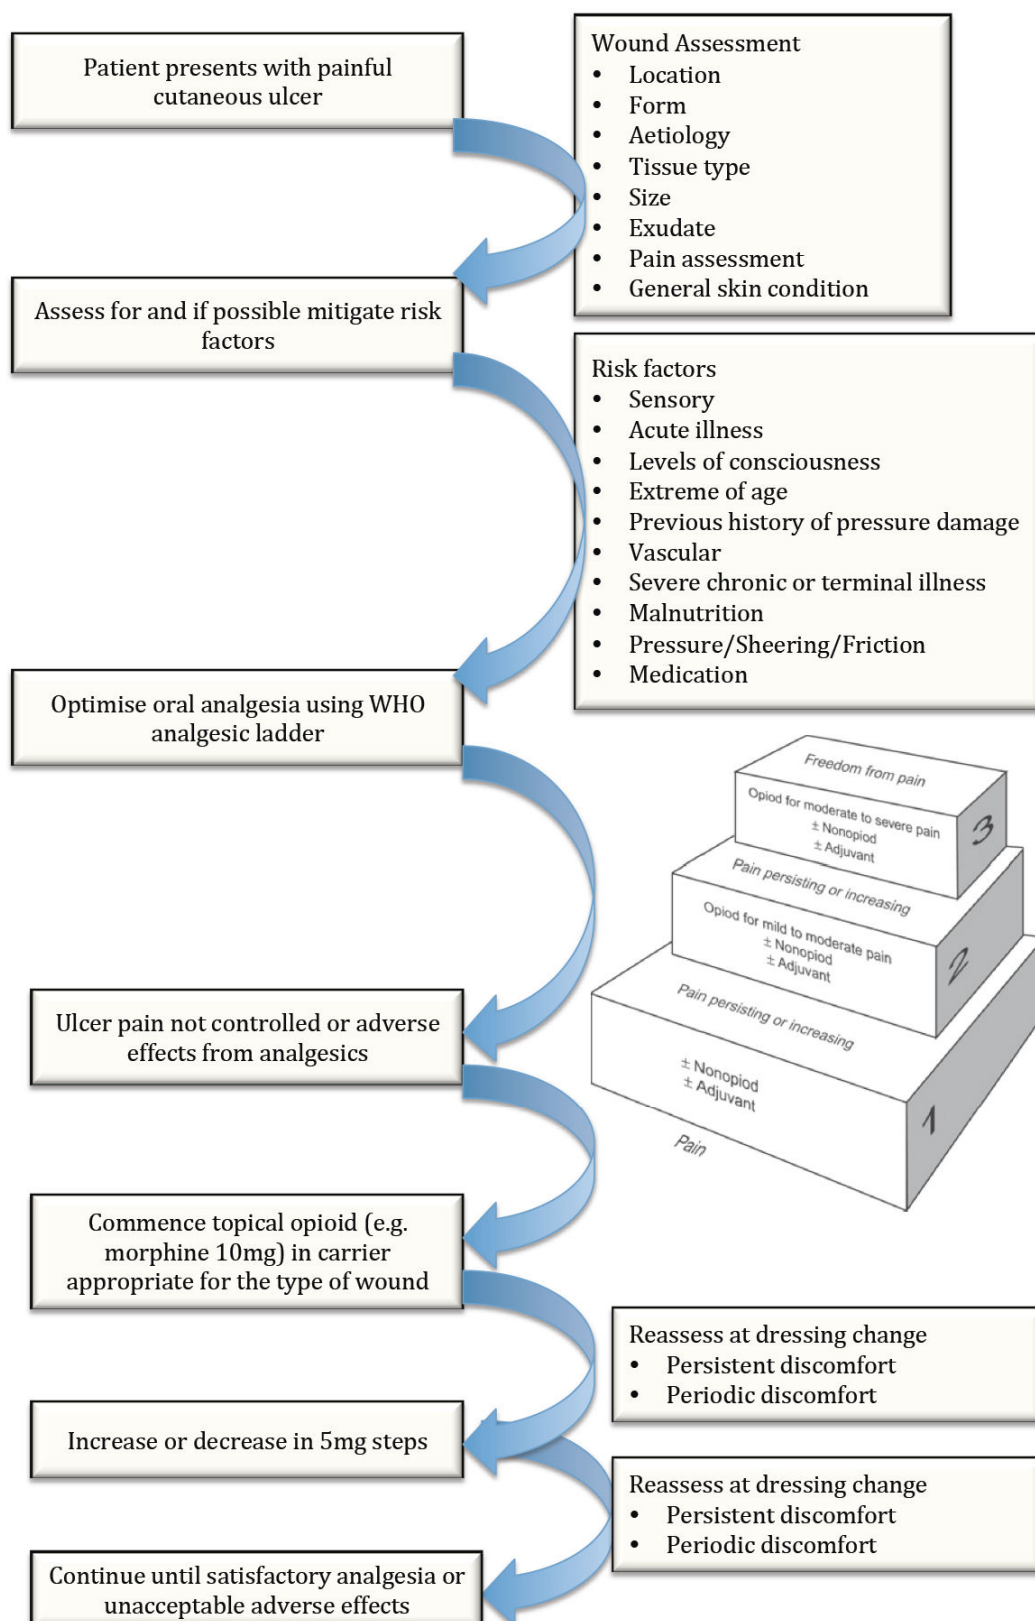 Patient presents with painful
cutaneous ulcer
Wound Assessment
• Location
• Form
• Aetiology
• Tissue type
• Size
• Exudate
• Pain assessment
• General skin condition
Assess for and if possible mitigate risk
factors
Risk factors
• Sensory
• Acute illness
• Levels of consciousness
• Extreme of age
• Previous history of pressure damage
• Vascular
• Severe chronic or terminal illness
• Malnutrition
• Pressure/Sheering/Friction
• Medication
Optimise oral analgesia using WHO
analgesic ladder
Freedom from pain
Opiod for moderate to severe pain
± Nonopiod
± Adjuvant
3
Pain persisting or increasing
Opiod for mild to moderate pain
± Nonopiod
± Adjuvant
2
Pain persisting or increasing
± Nonopiod
± Adjuvant
1
Pain
Ulcer pain not controlled or adverse
effects from analgesics
Commence topical opioid (e.g.
morphine 10mg) in carrier
appropriate for the type of wound
Reassess at dressing change
• Persistent discomfort
• Periodic discomfort
Increase or decrease in 5mg steps
Reassess at dressing change
• Persistent discomfort
• Periodic discomfort
Continue until satisfactory analgesia or
unacceptable adverse effects